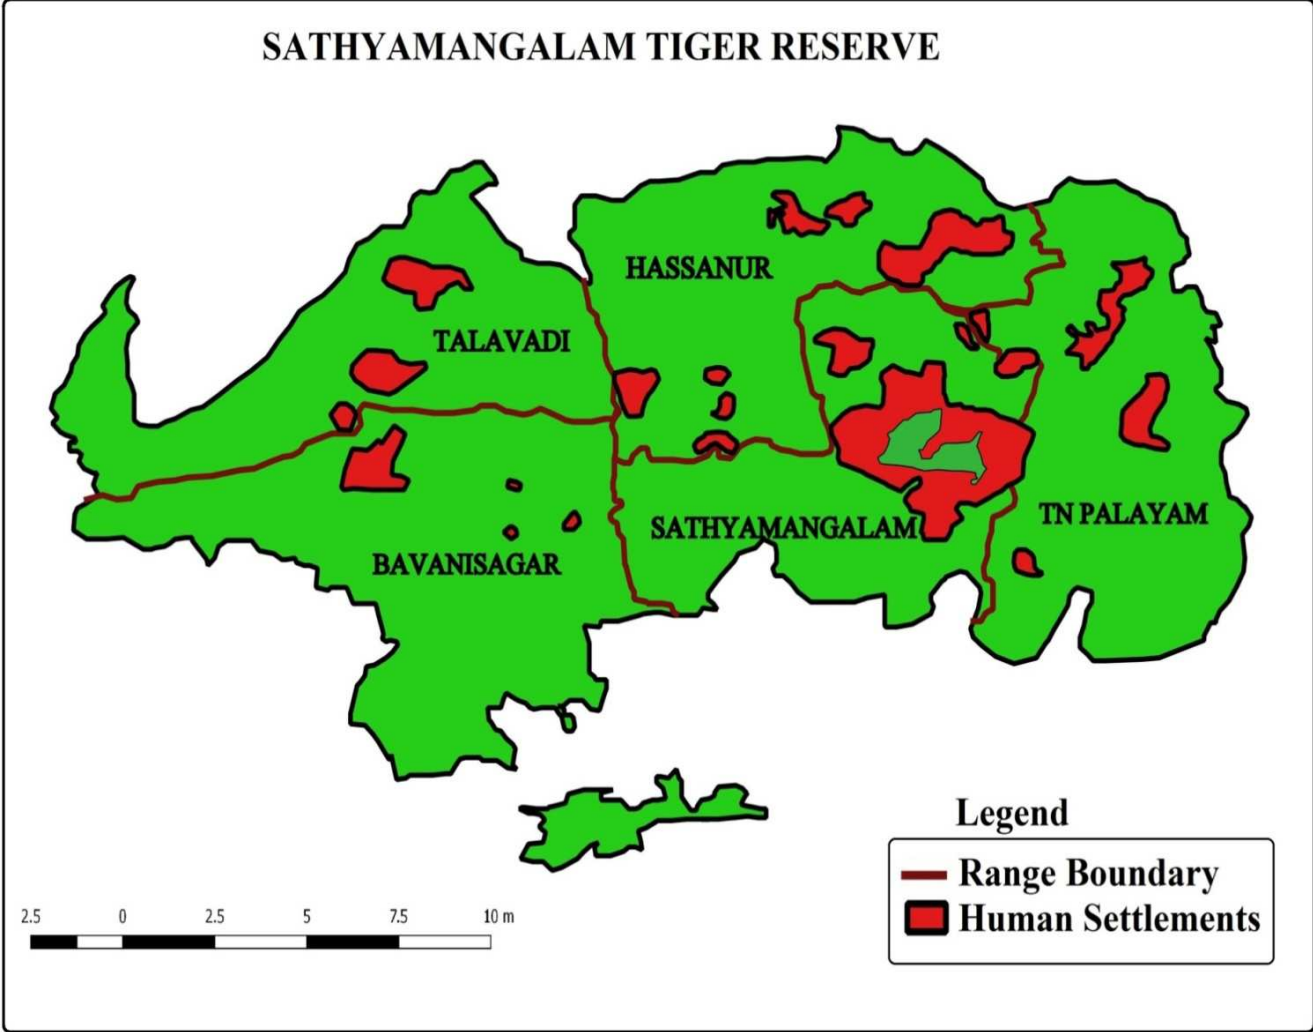 SATHYAMANGALAM TIGER RESERVE
HASSANUR
TALAVADI
TN PALAYAM
SATHYAMANGALAM
BAVANISAGAR
Legend
Range Boundary
Human Settlements
2.5 0 2.5 5 7.5 10 m